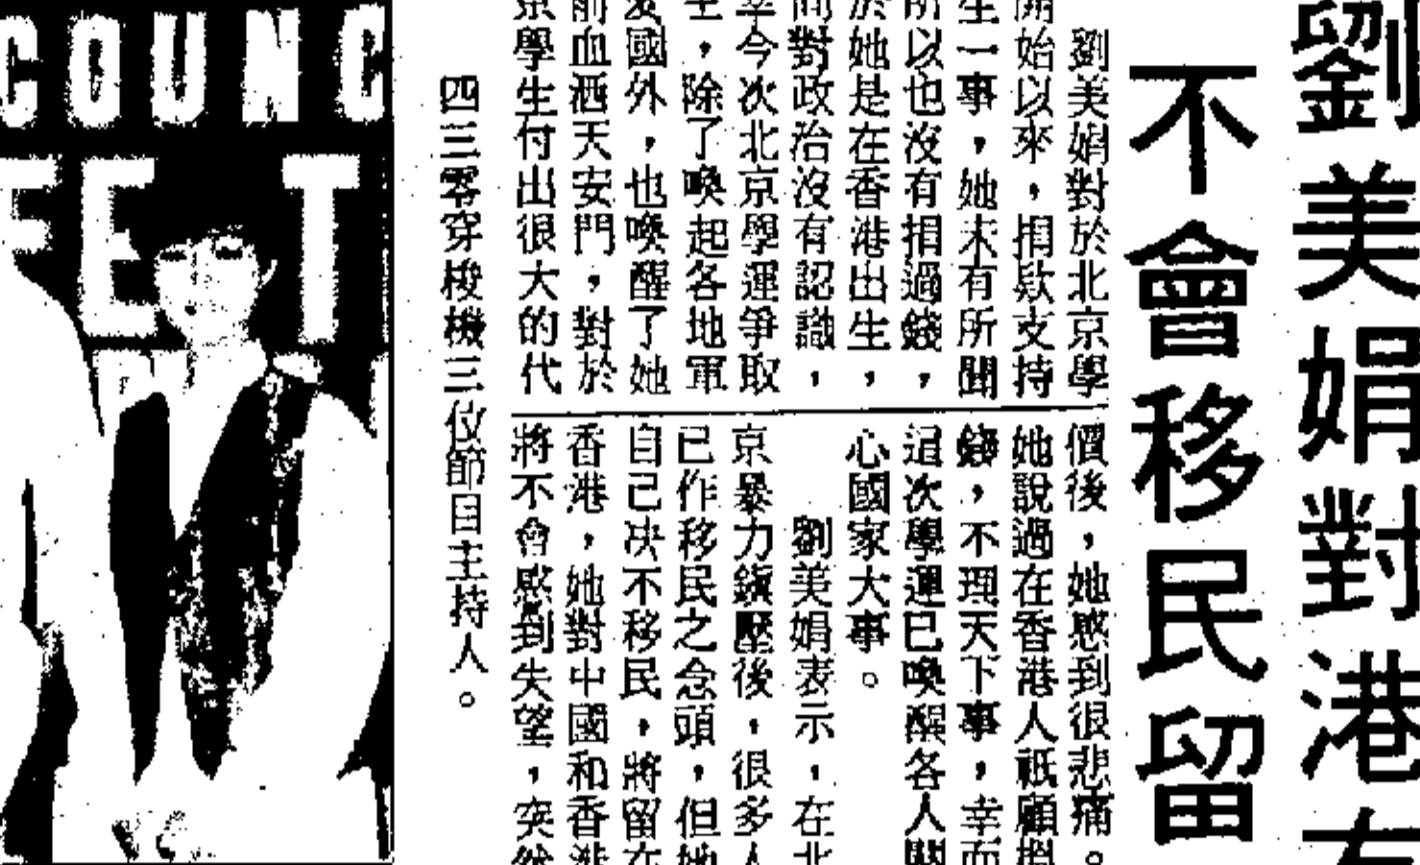 劉美娟對港
不會移民留
劉美娟對於北京學
開始以來，捐欵支持
生一事，她未有所聞
所以也沒有捐過錢，
於她是在香港出生，
問對政治沒有認識，
幸今次北京學運爭取
主，除了喚起各地軍
愛國外，也喚醒了她
前血洒天安門，對於
京學生付出很大的代
價後，她感到很悲痛。
她說過在香港人祇顧搵
錢，不理天下事，幸而
這次學運已喚醒各人關
心國家大事。
劉美娟表示，在北
京暴力鎮壓後，很多人
已作移民之念頭，但她
自己决不移民，將留在
香港，她對中國和香港
將不會感到失望，突然
四三零穿梭機三位節目主持人。
COUNC
FET